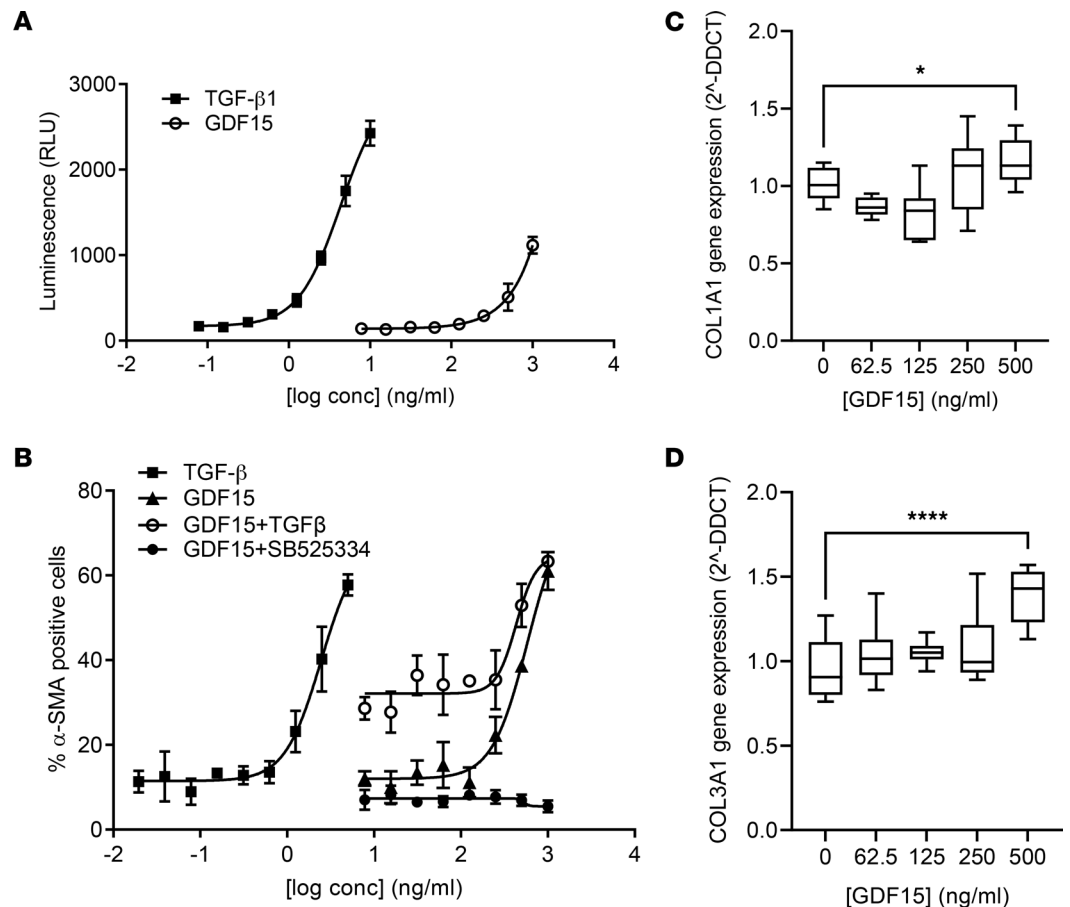 A
Luminescence (RLU)
3000
2000
1000
0
TGF-β1
GDF15
-2 -1 0 1 2 3 4
[log conc] (ng/ml)
B
% α-SMA positive cells
80
60
40
20
0
TGF-β
GDF15
GDF15+TGFβ
GDF15+SB525334
-2 -1 0 1 2 3 4
[log conc] (ng/ml)
C
COL1A1 gene expression (2^-DDCT)
2.0
1.5
1.0
0.5
0.0
*
0 62.5 125 250 500
[GDF15] (ng/ml)
D
COL3A1 gene expression (2^-DDCT)
2.0
1.5
1.0
0.5
0.0
****
0 62.5 125 250 500
[GDF15] (ng/ml)